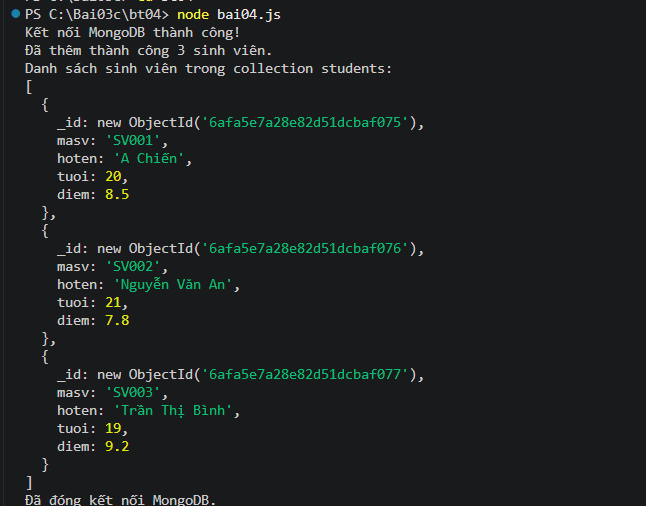 PS C:\Bai03c\bt04> node bai04.js
Kết nối MongoDB thành công!
Đã thêm thành công 3 sinh viên.
Danh sách sinh viên trong collection students:
[
  {
    _id: new ObjectId('6afa5e7a28e82d51dcbaf075'),
    masv: 'SV001',
    hoten: 'A Chiến',
    tuoi: 20,
    diem: 8.5
  },
  {
    _id: new ObjectId('6afa5e7a28e82d51dcbaf076'),
    masv: 'SV002',
    hoten: 'Nguyễn Văn An',
    tuoi: 21,
    diem: 7.8
  },
  {
    _id: new ObjectId('6afa5e7a28e82d51dcbaf077'),
    masv: 'SV003',
    hoten: 'Trần Thị Bình',
    tuoi: 19,
    diem: 9.2
  }
]
Đã đóng kết nối MongoDB.